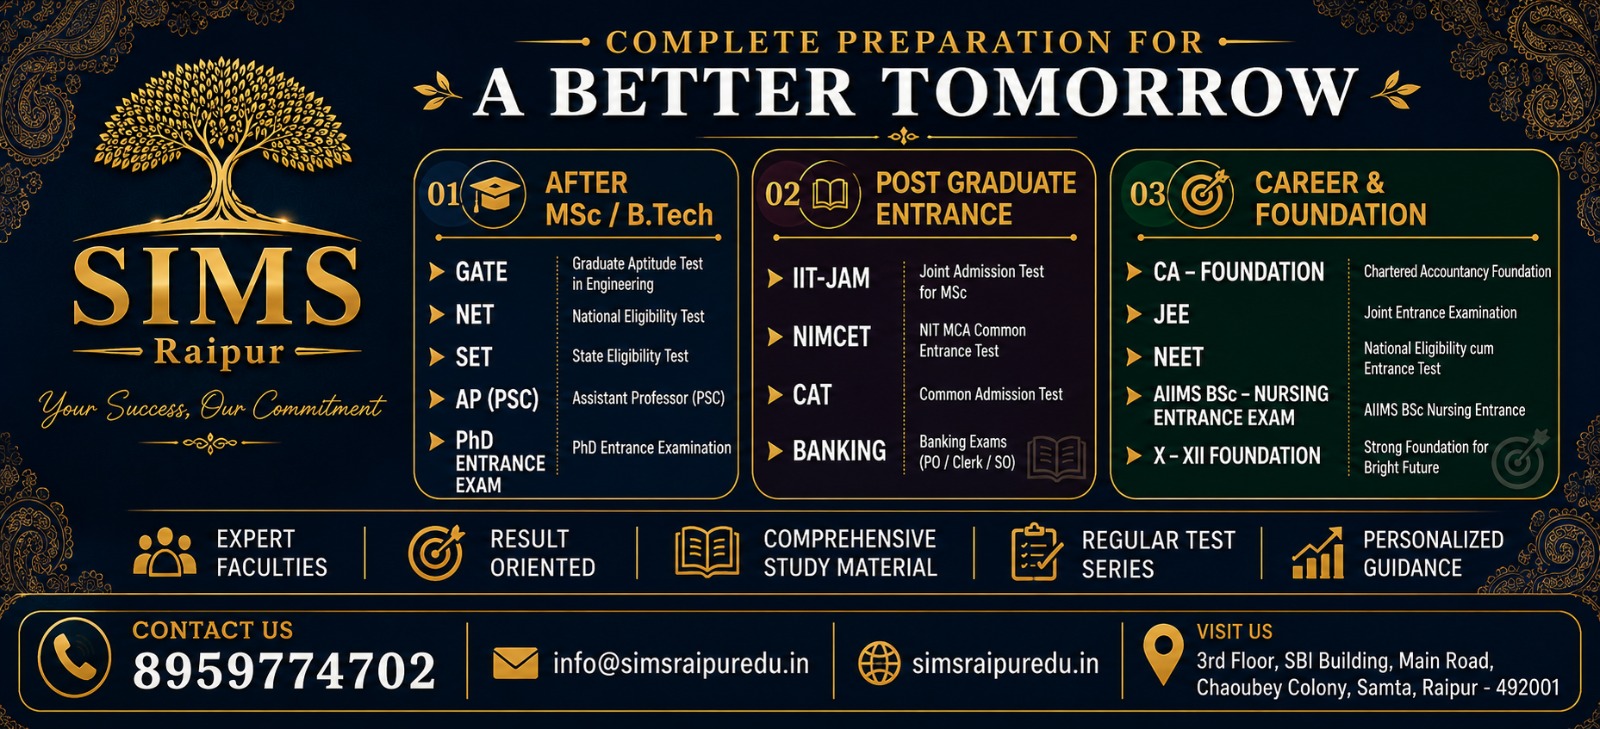 SIMS
Raipur
Your Success, Our Commitment
COMPLETE PREPARATION FOR
A BETTER TOMORROW
01
AFTER
MSc / B.Tech
GATE
Graduate Aptitude Test
in Engineering
NET
National Eligibility Test
SET
State Eligibility Test
AP (PSC)
Assistant Professor (PSC)
PhD
ENTRANCE
EXAM
PhD Entrance Examination
02
POST GRADUATE
ENTRANCE
IIT-JAM
Joint Admission Test
for MSc
NIMCET
NIT MCA Common
Entrance Test
CAT
Common Admission Test
BANKING
Banking Exams
(PO / Clerk / SO)
03
CAREER &
FOUNDATION
CA – FOUNDATION
Chartered Accountancy Foundation
JEE
Joint Entrance Examination
NEET
National Eligibility cum
Entrance Test
AIIMS BSc – NURSING
ENTRANCE EXAM
AIIMS BSc Nursing Entrance
X – XII FOUNDATION
Strong Foundation for
Bright Future
EXPERT
FACULTIES
RESULT
ORIENTED
COMPREHENSIVE
STUDY MATERIAL
REGULAR TEST
SERIES
PERSONALIZED
GUIDANCE
CONTACT US
8959774702
info@simsraipuredu.in
simsraipuredu.in
VISIT US
3rd Floor, SBI Building, Main Road,
Chaoubey Colony, Samta, Raipur - 492001